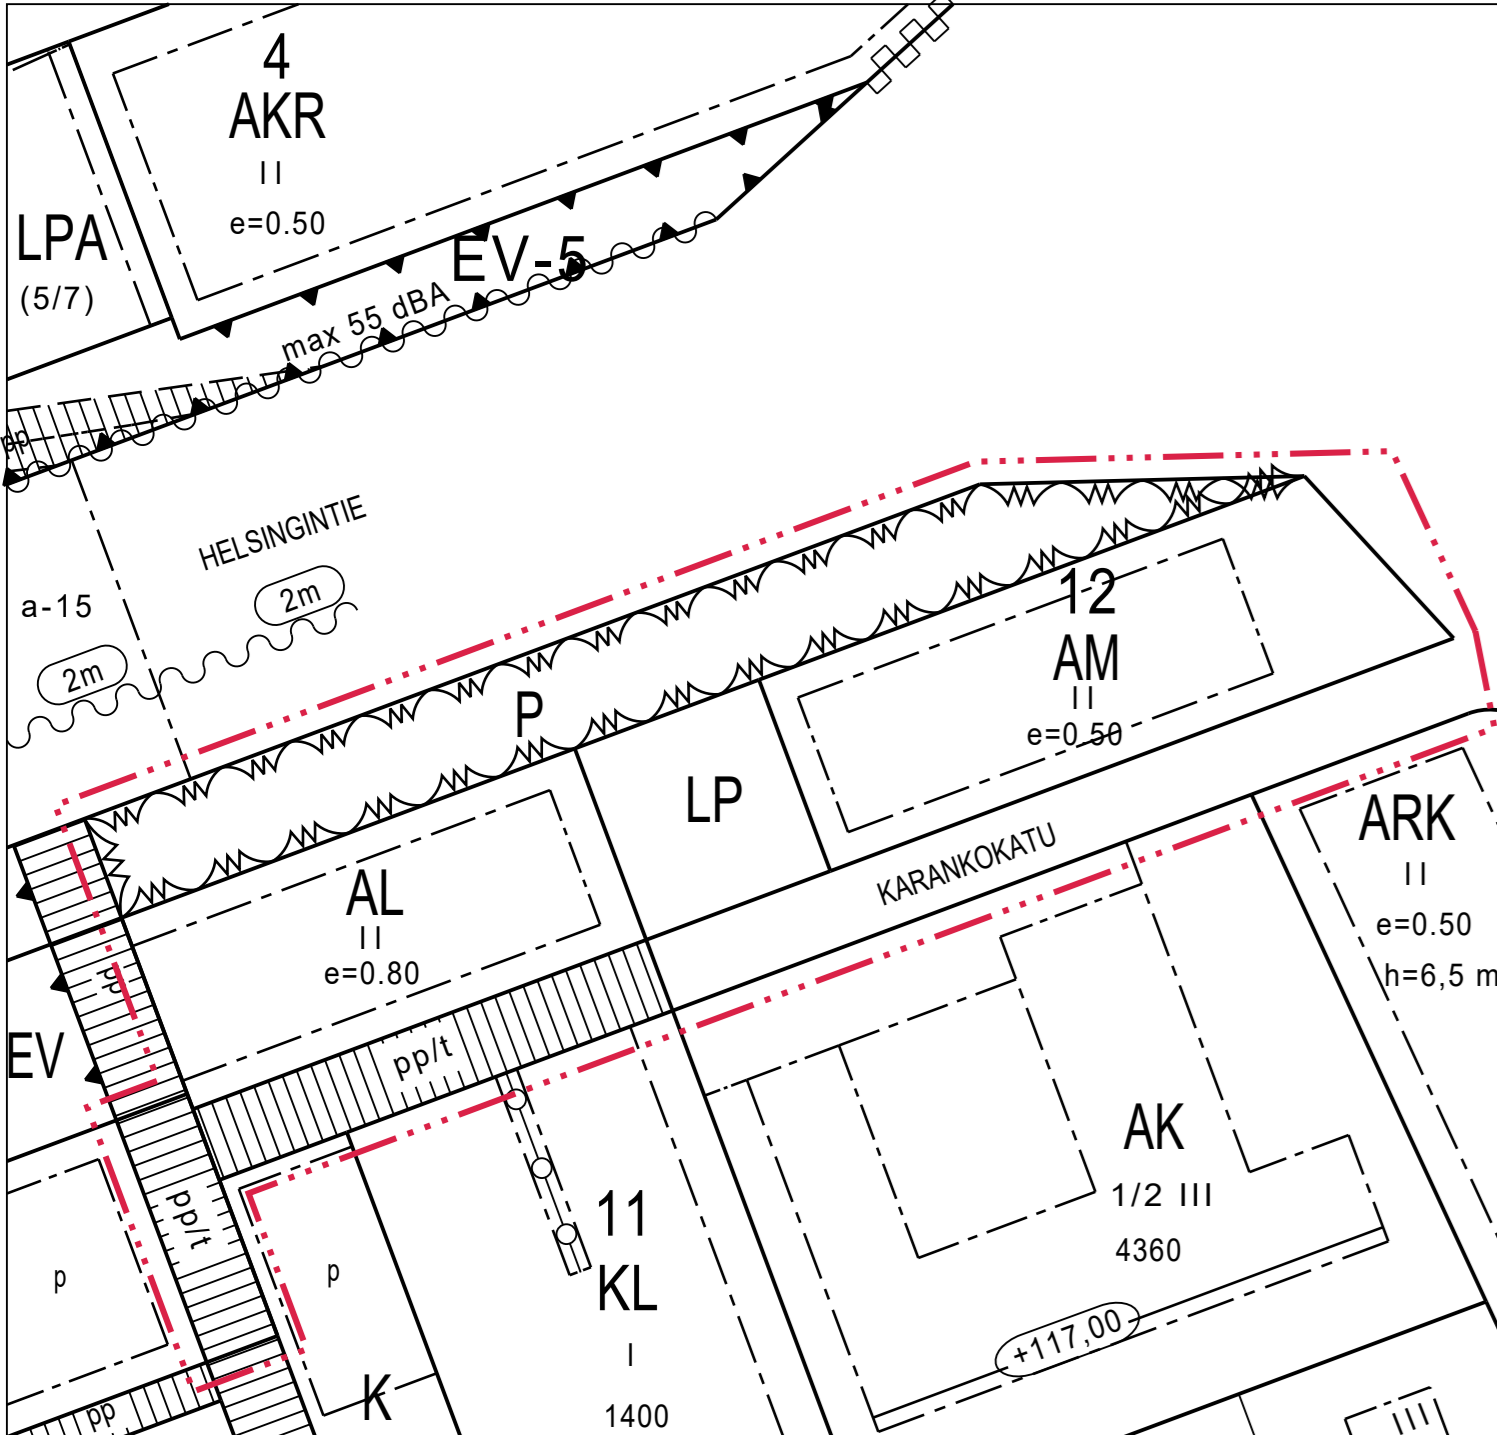 4
AKR
II
e=0.50
LPA
(5/7)
EV-5
max 55 dBA
pp
HELSINGINTIE
2m
a-15
2m
12
AM
II
e=0.50
P
LP
ARK
II
e=0.50
h=6,5 m
KARANKOKATU
AL
II
e=0.80
pp
EV
pp/t
AK
1/2 III
4360
pp/t
11
KL
I
1400
p
p
+117,00
K
pp
III